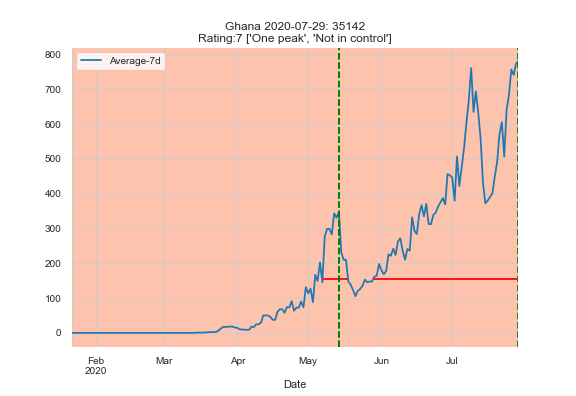 Ghana 2020-07-29: 35142
Rating:7 ['One peak', 'Not in control']
Average-7d
800
700
600
500
400
300
200
100
0
Feb Mar Apr May Jun Jul
2020
Date